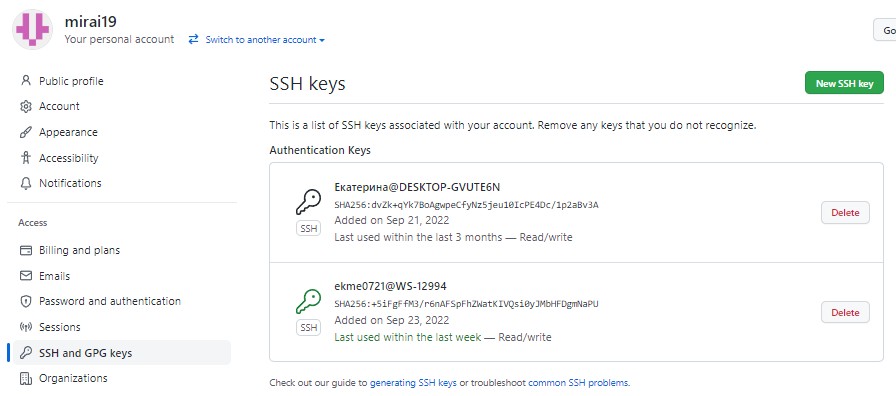 mirai19
Your personal account
Switch to another account
Go
Public profile
Account
Appearance
Accessibility
Notifications
Access
Billing and plans
Emails
Password and authentication
Sessions
SSH and GPG keys
Organizations
SSH keys
New SSH key
This is a list of SSH keys associated with your account. Remove any keys that you do not recognize.
Authentication Keys
Екатерина@DESKTOP-GVUTE6N
SHA256:dvZk+qYk7BoAgwpeCfyNz5jeu10IcPE4Dc/1p2aBv3A
Added on Sep 21, 2022
Last used within the last 3 months — Read/write
SSH
Delete
ekme0721@WS-12994
SHA256:+5iFgFfM3/r6nAFSpFhZWatKIVQsi0yJMbHFDgmNaPU
Added on Sep 23, 2022
Last used within the last week — Read/write
SSH
Delete
Check out our guide to generating SSH keys or troubleshoot common SSH problems.